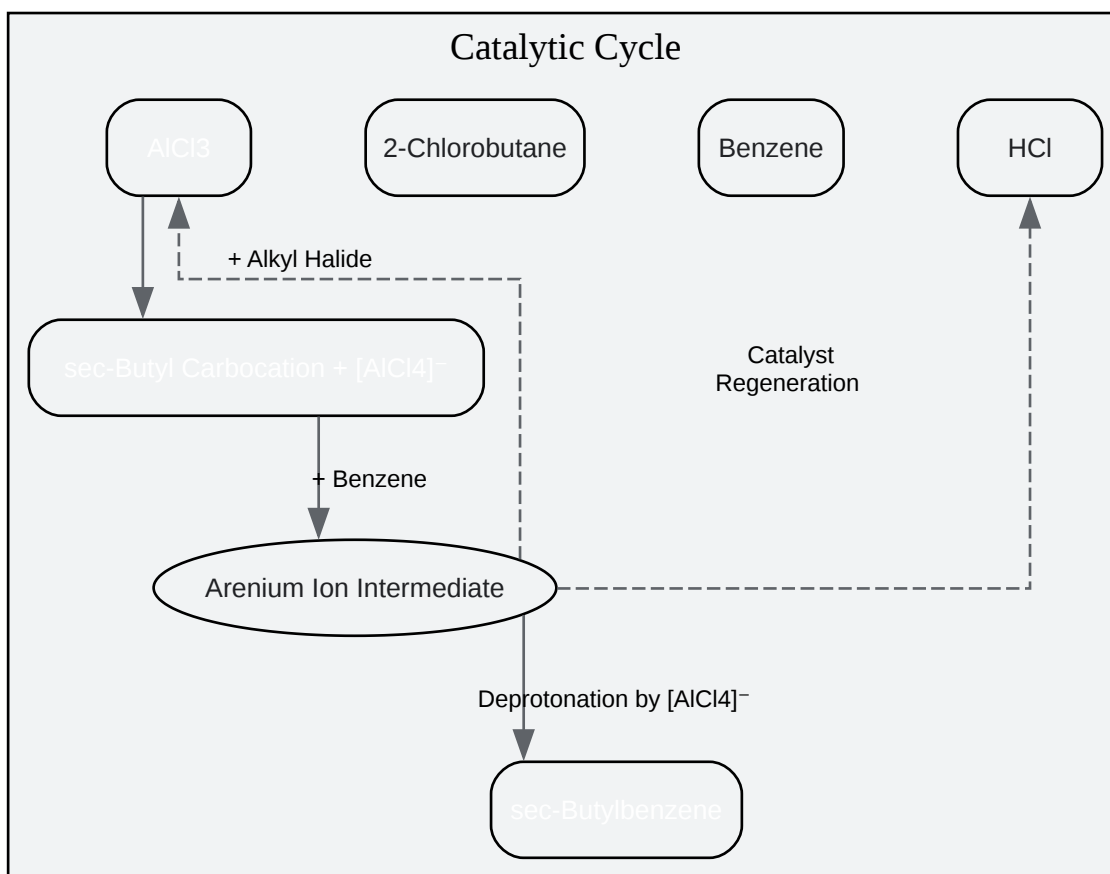 Catalytic Cycle
AlCl3
2-Chlorobutane
Benzene
HCl
+ Alkyl Halide
sec-Butyl Carbocation + [AlCl4]⁻
Catalyst
Regeneration
+ Benzene
Arenium Ion Intermediate
Deprotonation by [AlCl4]⁻
sec-Butylbenzene